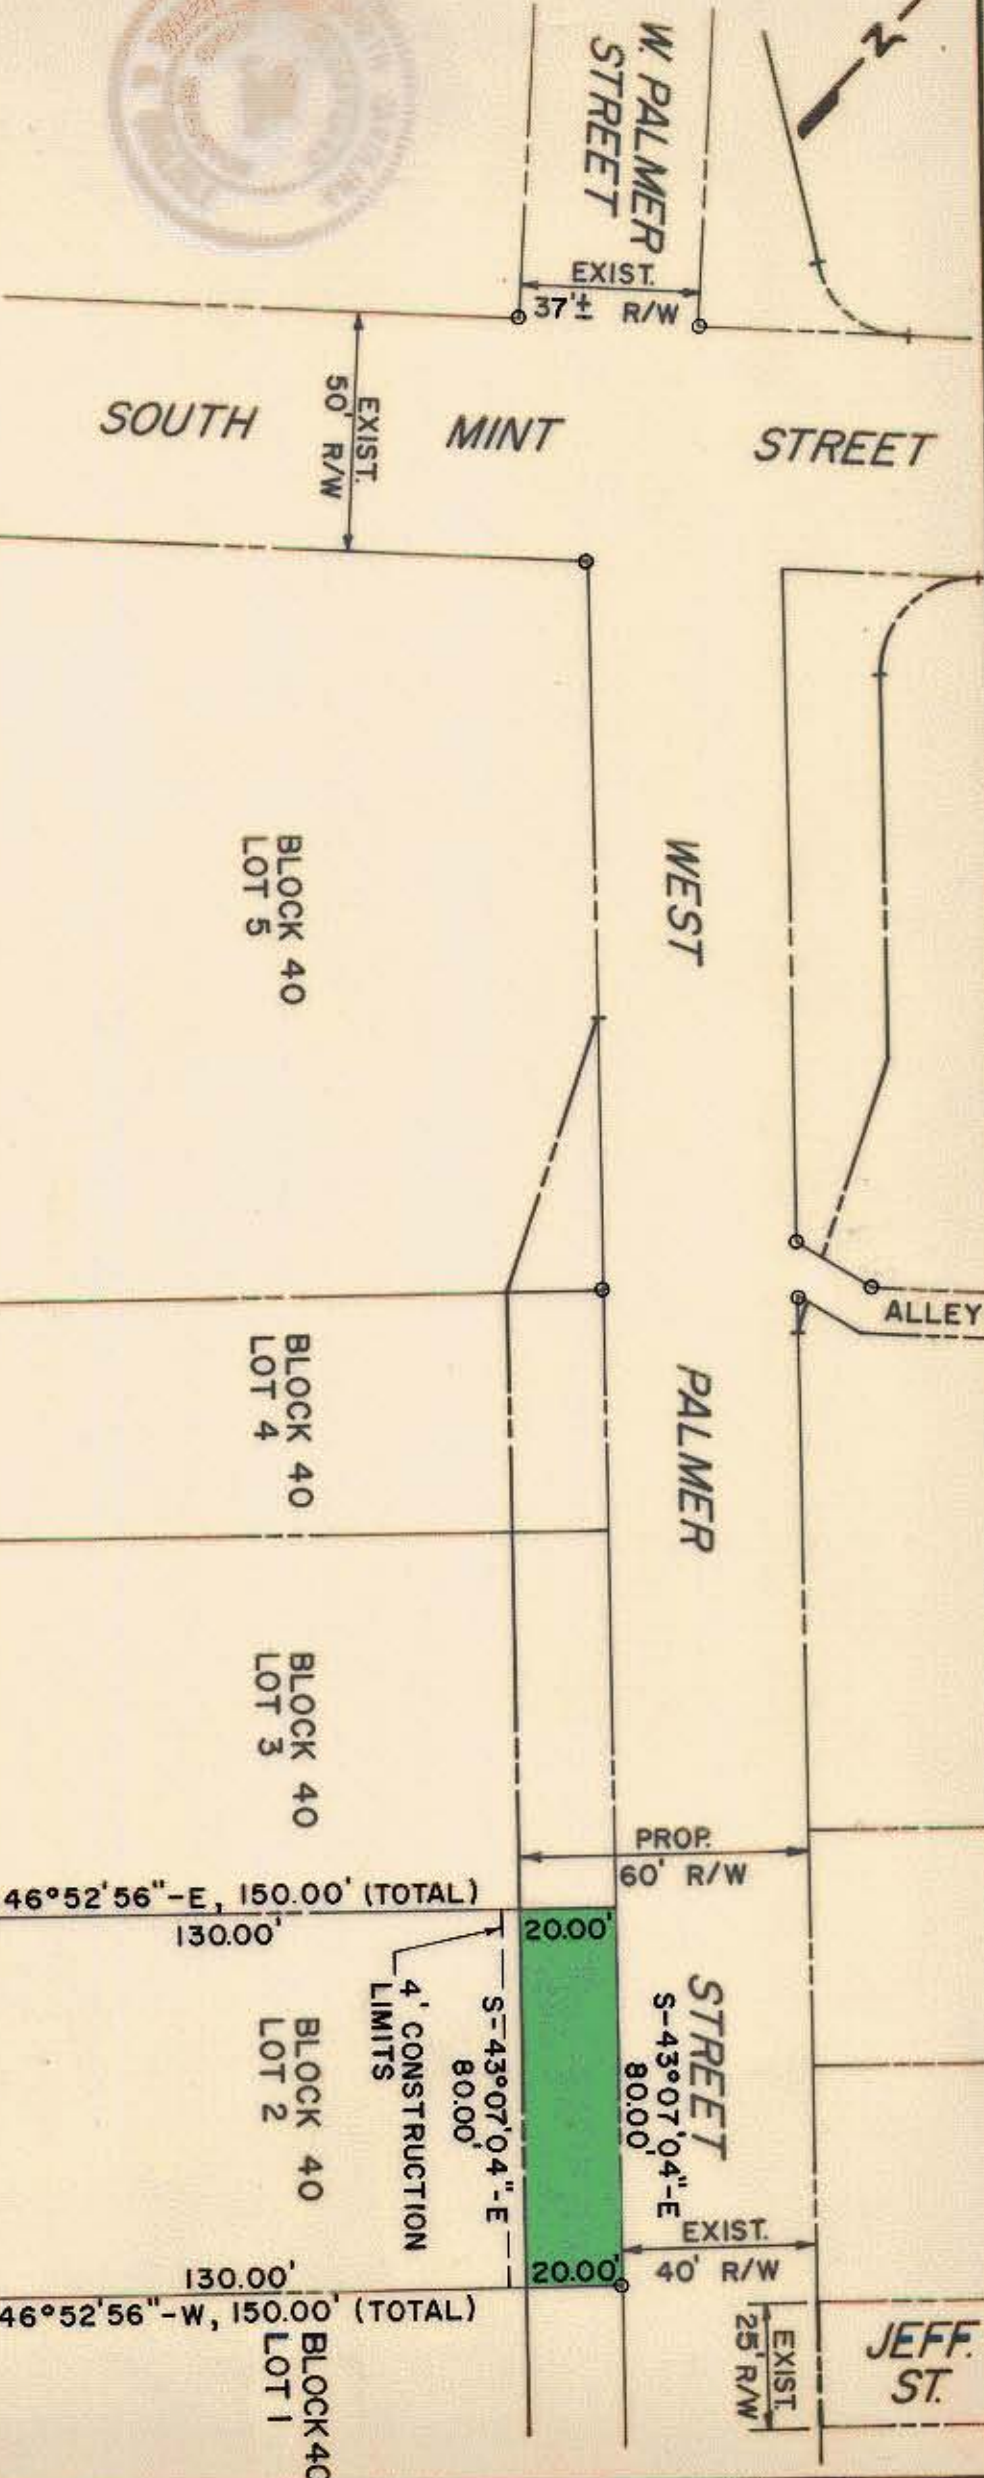 N
W. PALMER
STREET
EXIST.
37'± R/W
SOUTH MINT STREET
EXIST.
50' R/W
BLOCK 40
LOT 5
WEST
ALLEY
BLOCK 40
LOT 4
PALMER
BLOCK 40
LOT 3
PROP.
60' R/W
46°52'56"-E, 150.00' (TOTAL)
130.00'
20.00'
4' CONSTRUCTION
LIMITS
S-43°07'04"-E
80.00'
STREET
S-43°07'04"-E
80.00'
BLOCK 40
LOT 2
EXIST.
40' R/W
130.00'
20.00'
46°52'56"-W, 150.00' (TOTAL)
BLOCK 40
LOT 1
EXIST.
25' R/W
JEFF.
ST.